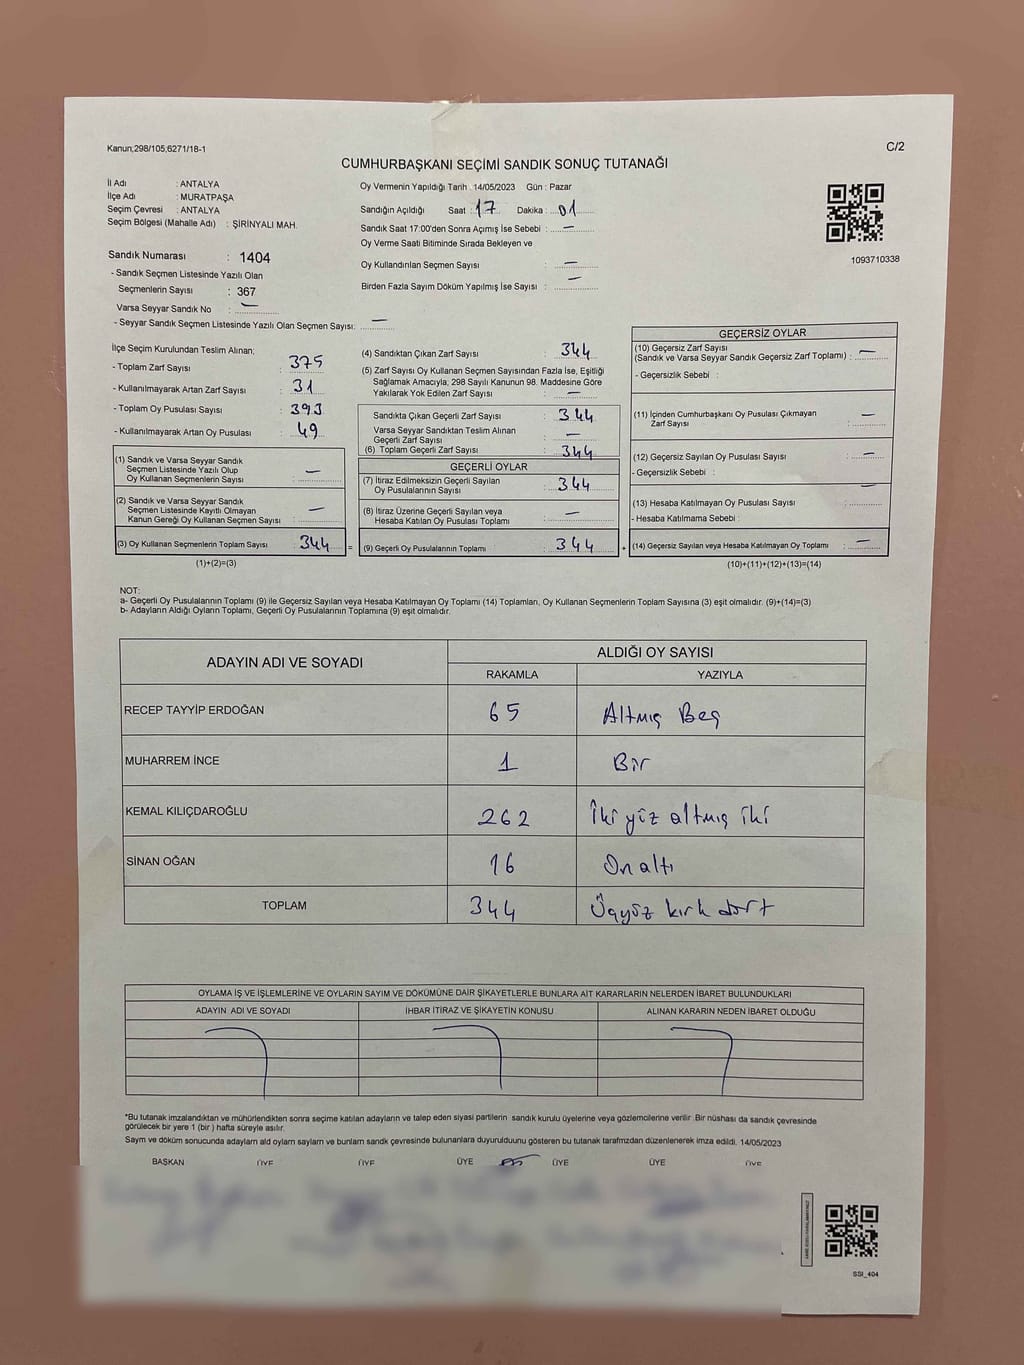 Kanun;298/105;6271/18-1
C/2
CUMHURBAŞKANI SEÇİMİ SANDIK SONUÇ TUTANAĞI
İl Adı : ANTALYA
İlçe Adı : MURATPAŞA
Seçim Çevresi : ANTALYA
Seçim Bölgesi (Mahalle Adı) : ŞİRİNYALI MAH.
Oy Vermenin Yapıldığı Tarih : 14/05/2023 Gün : Pazar
Sandığın Açıldığı Saat : 17 Dakika : 01
Sandık Saat 17:00'den Sonra Açımış İse Sebebi : —
Oy Verme Saati Bitiminde Sırada Bekleyen ve
Oy Kullandırılan Seçmen Sayısı : —
Birden Fazla Sayım Döküm Yapılmış İse Sayısı : —
1093710338
Sandık Numarası : 1404
- Sandık Seçmen Listesinde Yazılı Olan
Seçmenlerin Sayısı : 367
Varsa Seyyar Sandık No : —
- Seyyar Sandık Seçmen Listesinde Yazılı Olan Seçmen Sayısı: —
İlçe Seçim Kurulundan Teslim Alınan;
- Toplam Zarf Sayısı : 375
- Kullanılmayarak Artan Zarf Sayısı : 31
- Toplam Oy Pusulası Sayısı : 393
- Kullanılmayarak Artan Oy Pusulası : 49
(1) Sandık ve Varsa Seyyar Sandık
Seçmen Listesinde Yazılı Olup
Oy Kullanan Seçmenlerin Sayısı : —
(2) Sandık ve Varsa Seyyar Sandık
Seçmen Listesinde Kayıtlı Olmayan
Kanun Gereği Oy Kullanan Seçmen Sayısı : —
(3) Oy Kullanan Seçmenlerin Toplam Sayısı : 344 =
(1)+(2)=(3)
(4) Sandıktan Çıkan Zarf Sayısı : 344
(5) Zarf Sayısı Oy Kullanan Seçmen Sayısından Fazla İse, Eşitliği
Sağlamak Amacıyla; 298 Sayılı Kanunun 98. Maddesine Göre
Yakılarak Yok Edilen Zarf Sayısı : —
Sandıkta Çıkan Geçerli Zarf Sayısı : 344
Varsa Seyyar Sandıktan Teslim Alınan
Geçerli Zarf Sayısı : —
(6) Toplam Geçerli Zarf Sayısı : 344
GEÇERLİ OYLAR
(7) İtiraz Edilmeksizin Geçerli Sayılan
Oy Pusulalarının Sayısı : 344
(8) İtiraz Üzerine Geçerli Sayılan veya
Hesaba Katılan Oy Pusulası Toplamı : —
(9) Geçerli Oy Pusulalarının Toplamı : 344 +
GEÇERSİZ OYLAR
(10) Geçersiz Zarf Sayısı
(Sandık ve Varsa Seyyar Sandık Geçersiz Zarf Toplamı) : —
- Geçersizlik Sebebi :
(11) İçinden Cumhurbaşkanı Oy Pusulası Çıkmayan
Zarf Sayısı : —
(12) Geçersiz Sayılan Oy Pusulası Sayısı : —
- Geçersizlik Sebebi :
(13) Hesaba Katılmayan Oy Pusulası Sayısı : —
- Hesaba Katılmama Sebebi :
(14) Geçersiz Sayılan veya Hesaba Katılmayan Oy Toplamı : —
(10)+(11)+(12)+(13)=(14)
NOT:
a- Geçerli Oy Pusulalarının Toplamı (9) ile Geçersiz Sayılan veya Hesaba Katılmayan Oy Toplamı (14) Toplamları, Oy Kullanan Seçmenlerin Toplam Sayısına (3) eşit olmalıdır. (9)+(14)=(3)
b- Adayların Aldığı Oyların Toplamı, Geçerli Oy Pusulalarının Toplamına (9) eşit olmalıdır.
ADAYIN ADI VE SOYADI
ALDIĞI OY SAYISI
RAKAMLA YAZIYLA
RECEP TAYYİP ERDOĞAN 65 Altmış Beş
MUHARREM İNCE 1 Bir
KEMAL KILIÇDAROĞLU 262 İki yüz altmış iki
SİNAN OĞAN 16 On altı
TOPLAM 344 Üçyüz kırk dört
OYLAMA İŞ VE İŞLEMLERİNE VE OYLARIN SAYIM VE DÖKÜMÜNE DAİR ŞİKAYETLERLE BUNLARA AİT KARARLARIN NELERDEN İBARET BULUNDUKLARI
ADAYIN ADI VE SOYADI İHBAR İTİRAZ VE ŞİKAYETİN KONUSU ALINAN KARARIN NEDEN İBARET OLDUĞU
*Bu tutanak imzalandıktan ve mühürlendikten sonra seçime katılan adayların ve talep eden siyasi partilerin sandık kurulu üyelerine veya gözlemcilerine verilir .Bir nüshası da sandık çevresinde
görülecek bir yere 1 (bir ) hafta süreyle asılır.
Saym ve döküm sonucunda adaylarn ald oylarn saylarn ve bunlarn sandk çevresinde bulunanlara duyurulduunu gösteren bu tutanak tarafmzdan düzenlenerek imza edildi. 14/05/2023
BAŞKAN ÜYE ÜYE ÜYE ÜYE ÜYE ÜYE
SSI_404